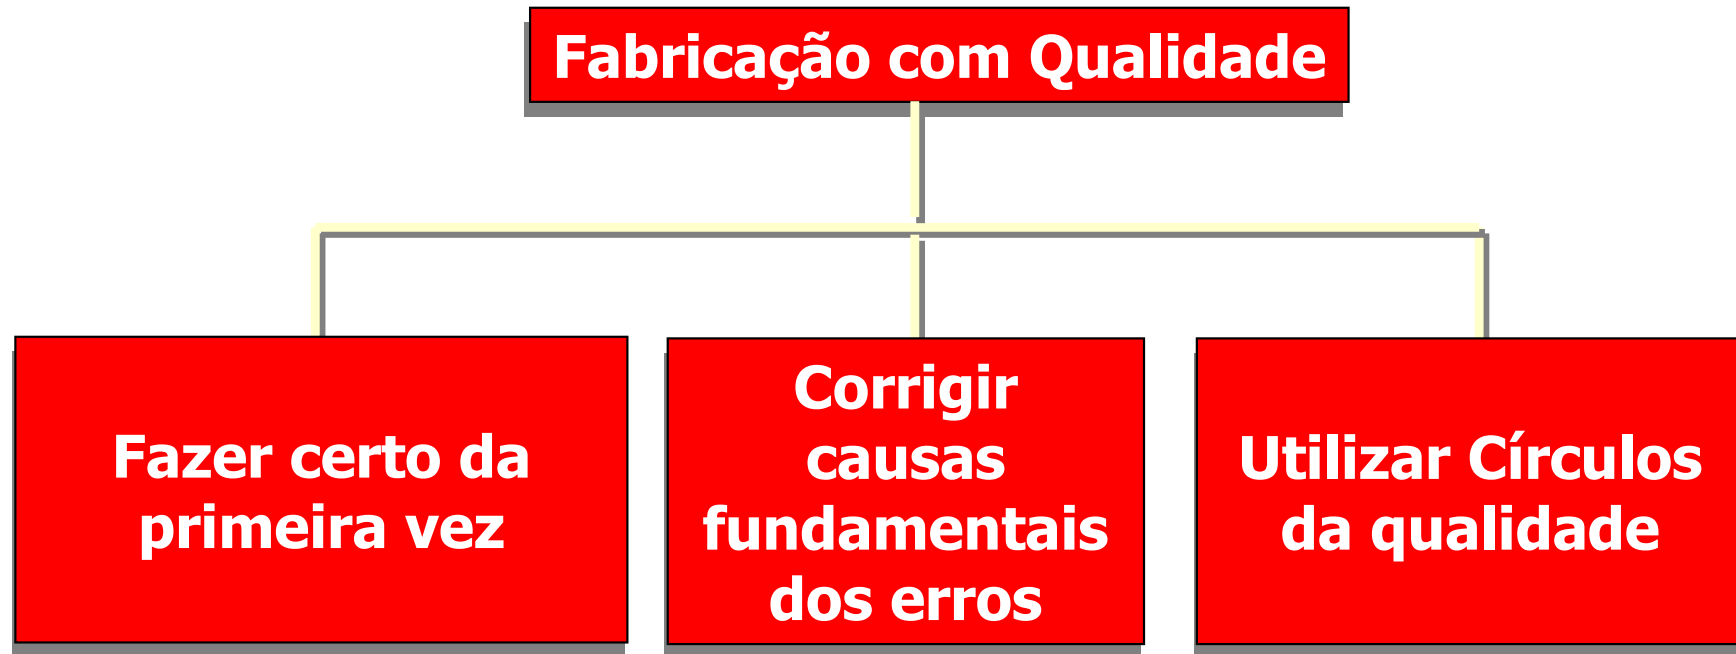 Fabricação com Qualidade
Fazer certo da
primeira vez
Corrigir
causas
fundamentais
dos erros
Utilizar Círculos
da qualidade